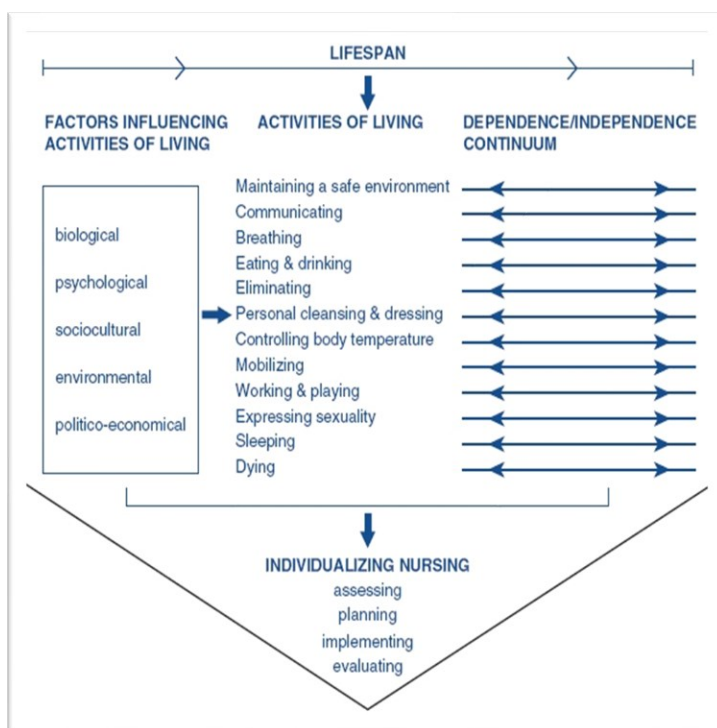 LIFESPAN
FACTORS INFLUENCING
ACTIVITIES OF LIVING
ACTIVITIES OF LIVING
DEPENDENCE/INDEPENDENCE
CONTINUUM
biological
psychological
sociocultural
environmental
politico-economical
Maintaining a safe environment
Communicating
Breathing
Eating & drinking
Eliminating
Personal cleansing & dressing
Controlling body temperature
Mobilizing
Working & playing
Expressing sexuality
Sleeping
Dying
INDIVIDUALIZING NURSING
assessing
planning
implementing
evaluating